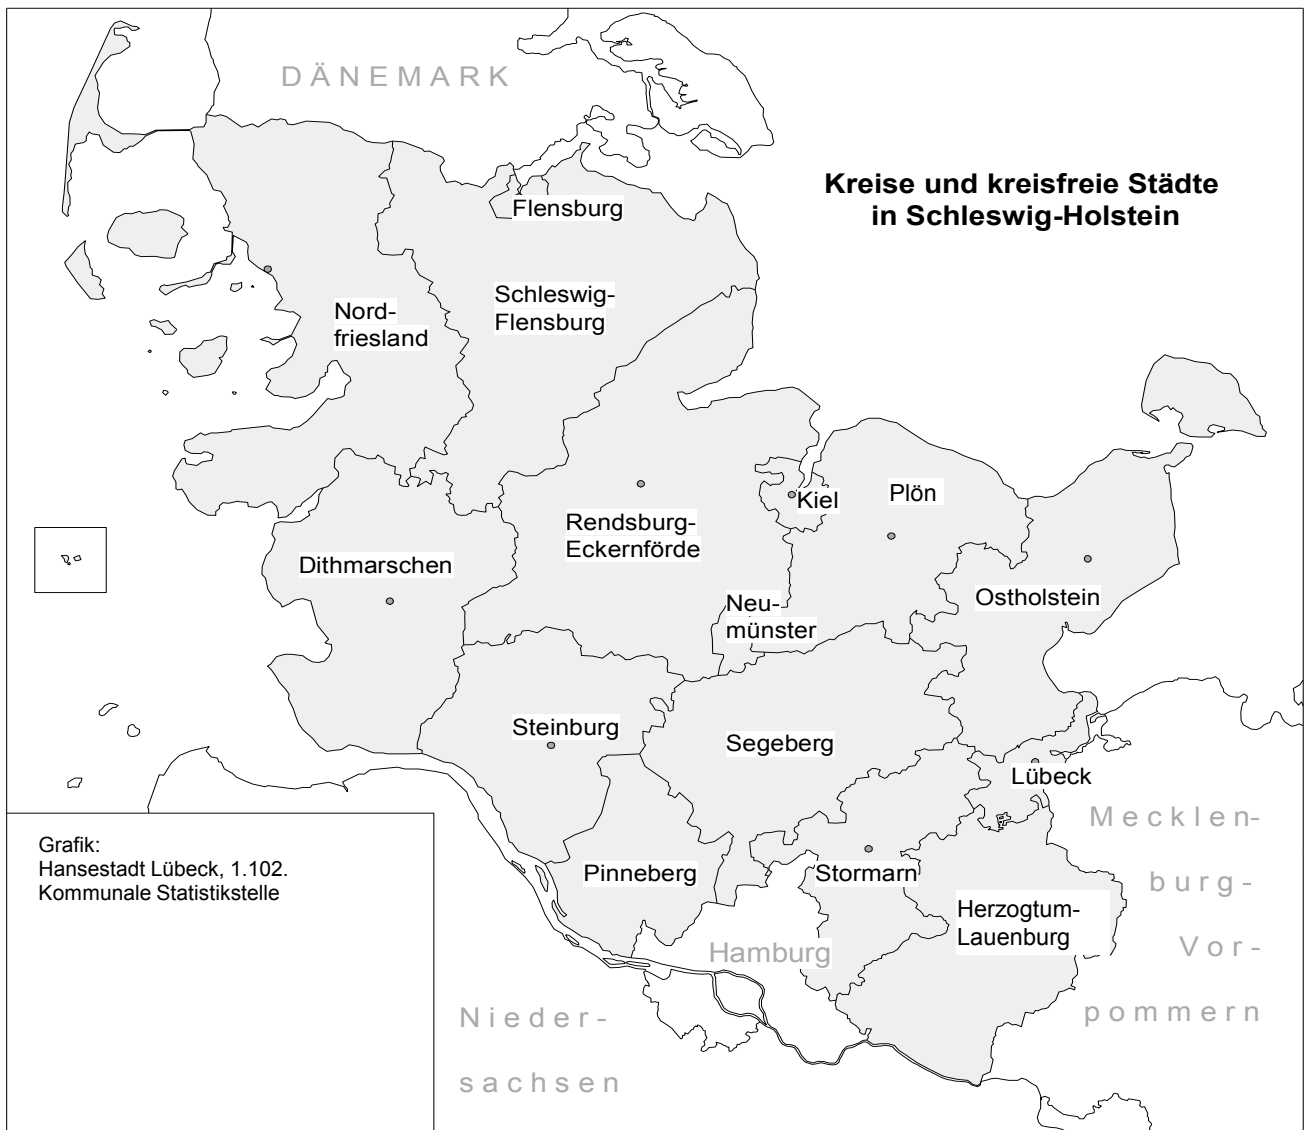 DÄNEMARK
Kreise und kreisfreie Städte
in Schleswig-Holstein
Flensburg
Schleswig-
Flensburg
Nord-
friesland
Kiel
Plön
Rendsburg-
Eckernförde
Dithmarschen
Ostholstein
Neu-
münster
Steinburg
Segeberg
Lübeck
Mecklen-
burg-
Vor-
pommern
Pinneberg
Stormarn
Herzogtum-
Lauenburg
Hamburg
Nieder-
sachsen
Grafik:
Hansestadt Lübeck, 1.102.
Kommunale Statistikstelle